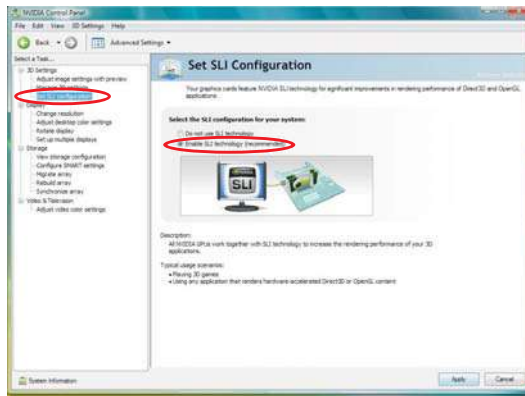 NVIDIA Control Panel
File Edit View 3D Settings Help
Back
Advanced Settings
Select a Task...
3D Settings
Adjust image settings with preview
Manage 3D settings
Set SLI configuration
Display
Change resolution
Adjust desktop color settings
Rotate display
Set up multiple displays
Storage
View storage configuration
Configure SMART settings
Migrate array
Rebuild array
Synchronize array
Video & Television
Adjust video color settings
System Information
Set SLI Configuration
Your graphics cards feature NVIDIA SLI technology for significant improvements in rendering performance of Direct3D and OpenGL
applications.
Select the SLI configuration for your system:
Do not use SLI technology
Enable SLI technology (recommended)
SLI
Description:
All NVIDIA GPUs work together with SLI technology to increase the rendering performance of your 3D
applications.
Typical usage scenarios:
Playing 3D games
Using any application that renders hardware-accelerated Direct3D or OpenGL content
Apply
Cancel